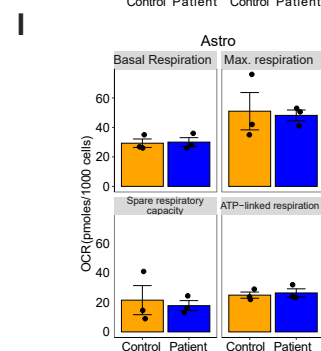 Control Patient Control Patient
I
Astro
Basal Respiration Max. respiration
60
40
20
0
Spare respiratory capacity ATP−linked respiration
60
40
20
0
OCR(pmoles/1000 cells)
Control Patient Control Patient